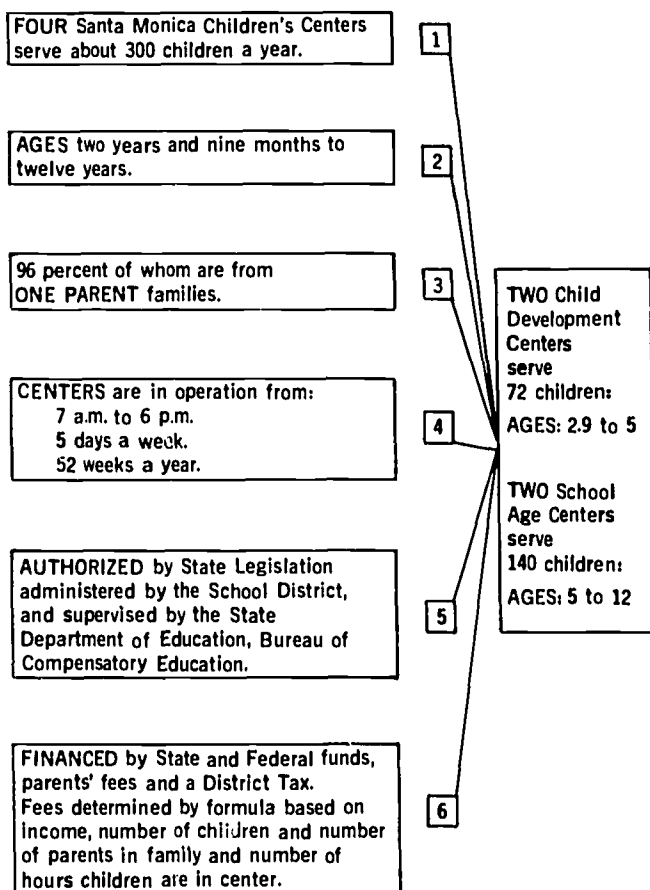 FOUR Santa Monica Children's Centers
serve about 300 children a year.
1
AGES two years and nine months to
twelve years.
2
96 percent of whom are from
ONE PARENT families.
3
CENTERS are in operation from:
7 a.m. to 6 p.m.
5 days a week.
52 weeks a year.
4
AUTHORIZED by State Legislation
administered by the School District,
and supervised by the State
Department of Education, Bureau of
Compensatory Education.
5
FINANCED by State and Federal funds,
parents' fees and a District Tax.
Fees determined by formula based on
income, number of children and number
of parents in family and number of
hours children are in center.
6
TWO Child
Development
Centers
serve
72 children:
AGES: 2.9 to 5
TWO School
Age Centers
serve
140 children:
AGES: 5 to 12